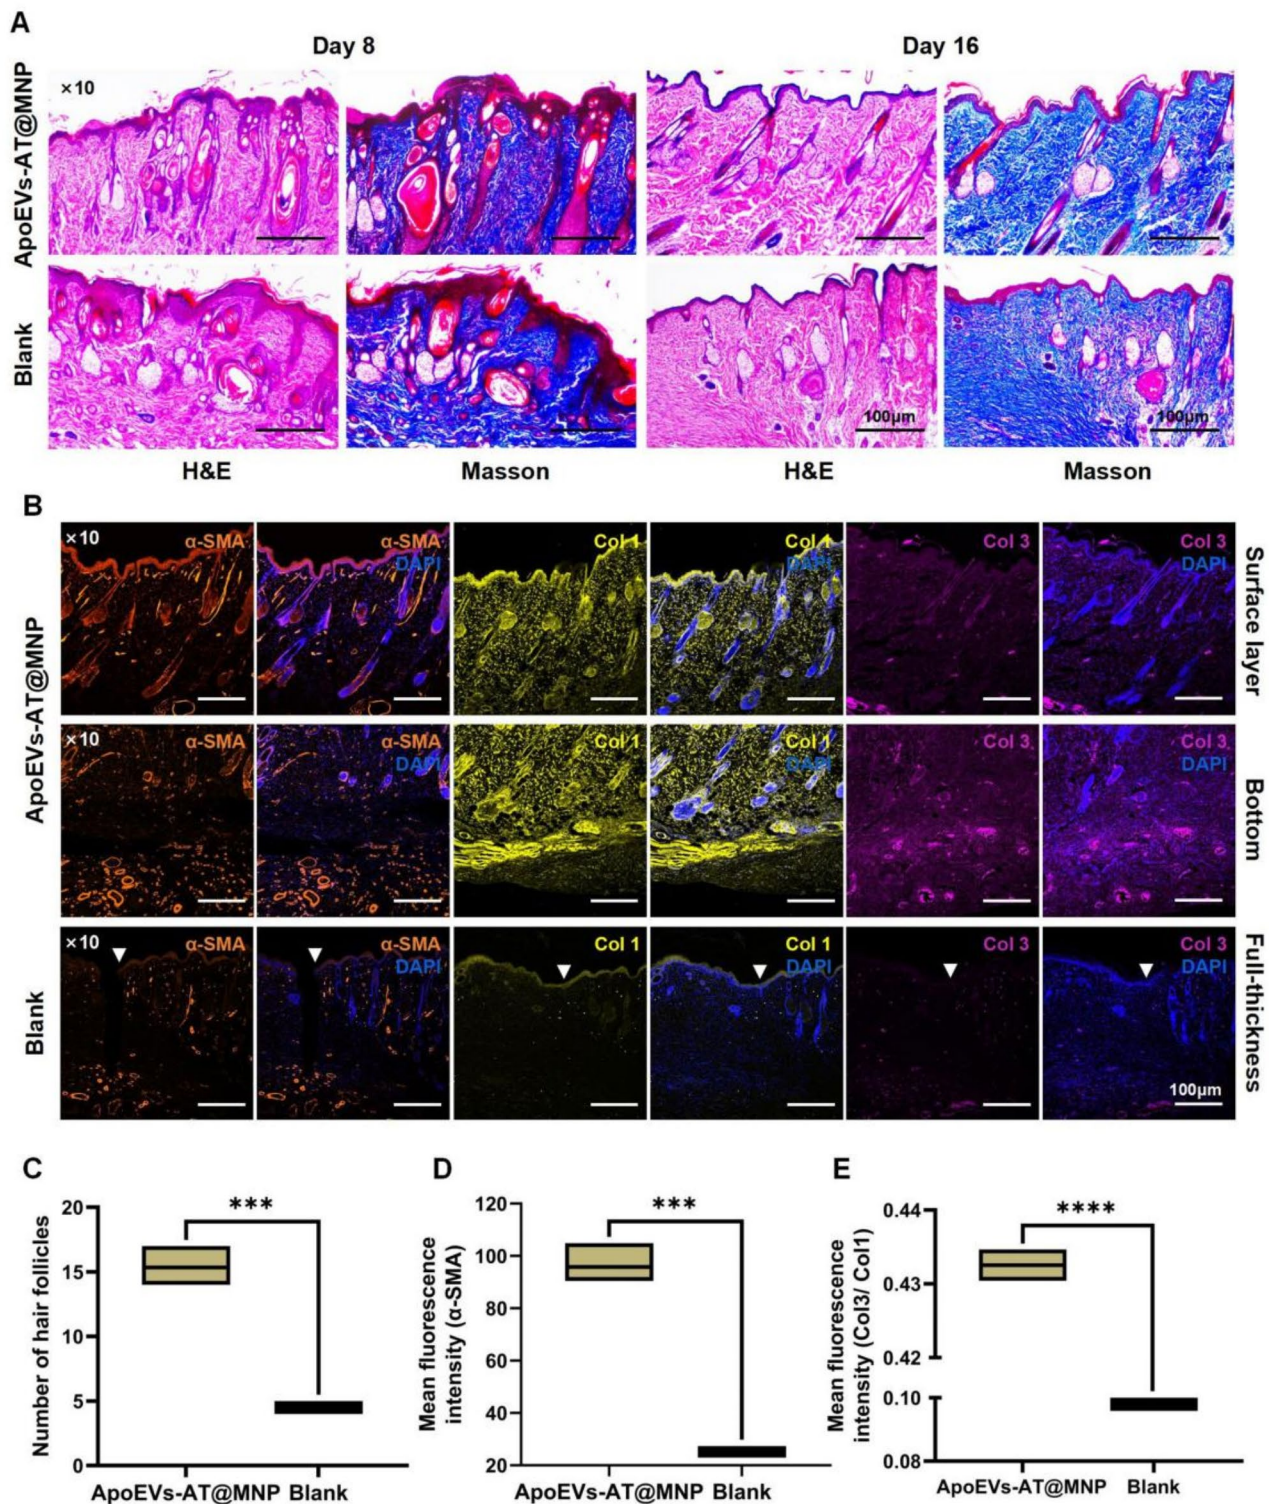 A
Day 8
Day 16
ApoEVs-AT@MNP
×10
Blank
100μm
100μm
H&E
Masson
H&E
Masson
B
ApoEVs-AT@MNP
×10
α-SMA
α-SMA
DAPI
Col 1
Col 1
DAPI
Col 3
Col 3
DAPI
Surface layer
×10
α-SMA
α-SMA
DAPI
Col 1
Col 1
DAPI
Col 3
Col 3
DAPI
Bottom
Blank
×10
α-SMA
α-SMA
DAPI
Col 1
Col 1
DAPI
Col 3
Col 3
DAPI
100μm
Full-thickness
C
Number of hair follicles
20
15
10
5
0
***
ApoEVs-AT@MNP Blank
D
Mean fluorescence
intensity (α-SMA)
120
100
80
60
40
20
***
ApoEVs-AT@MNP Blank
E
Mean fluorescence
intensity (Col3/ Col1)
0.44
0.43
0.42
0.10
0.08
****
ApoEVs-AT@MNP Blank